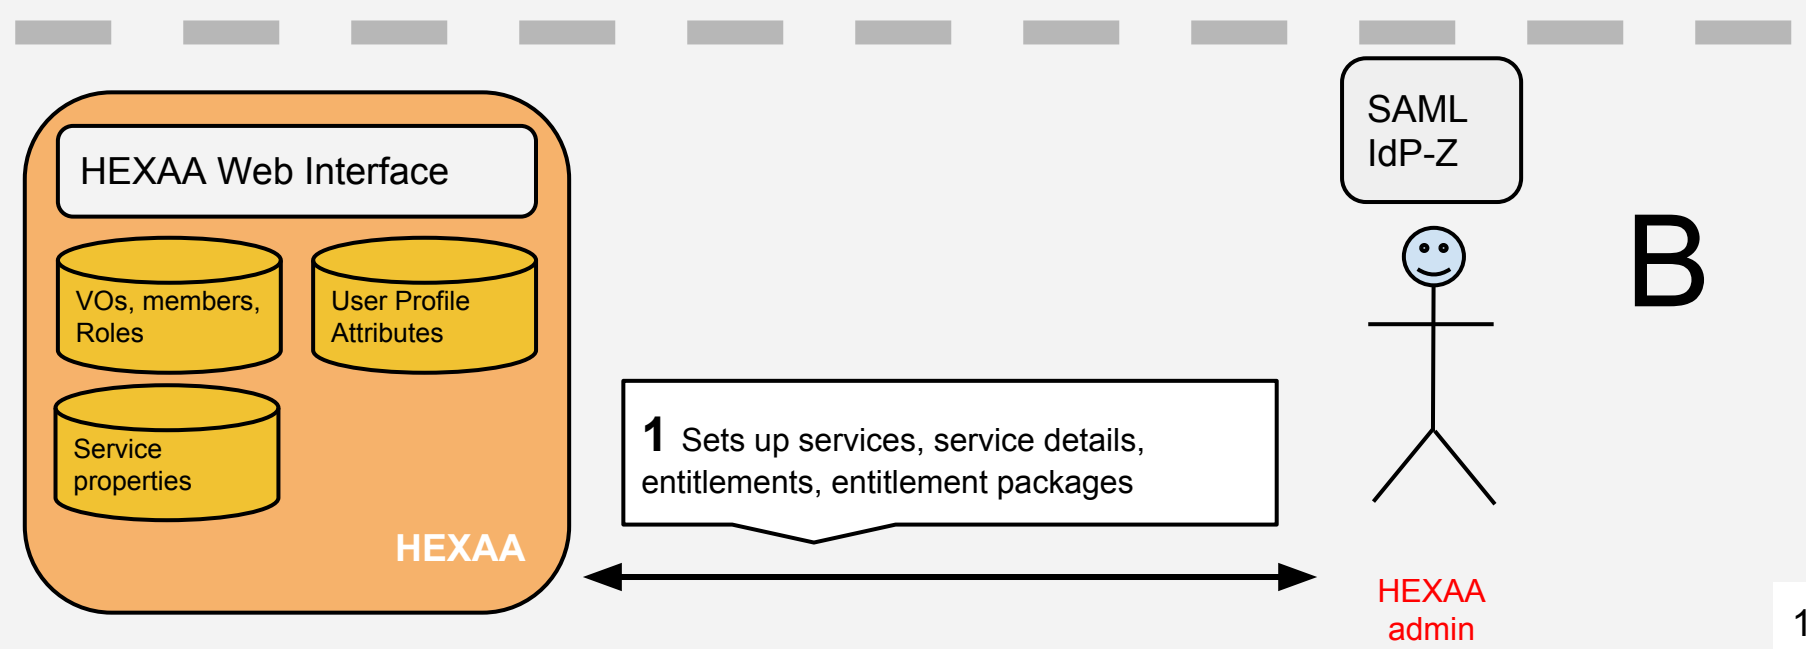 SAML
IdP-Z
HEXAA Web Interface
B
VOs, members,
Roles
User Profile
Attributes
1 Sets up services, service details,
entitlements, entitlement packages
Service
properties
HEXAA
HEXAA
admin
1